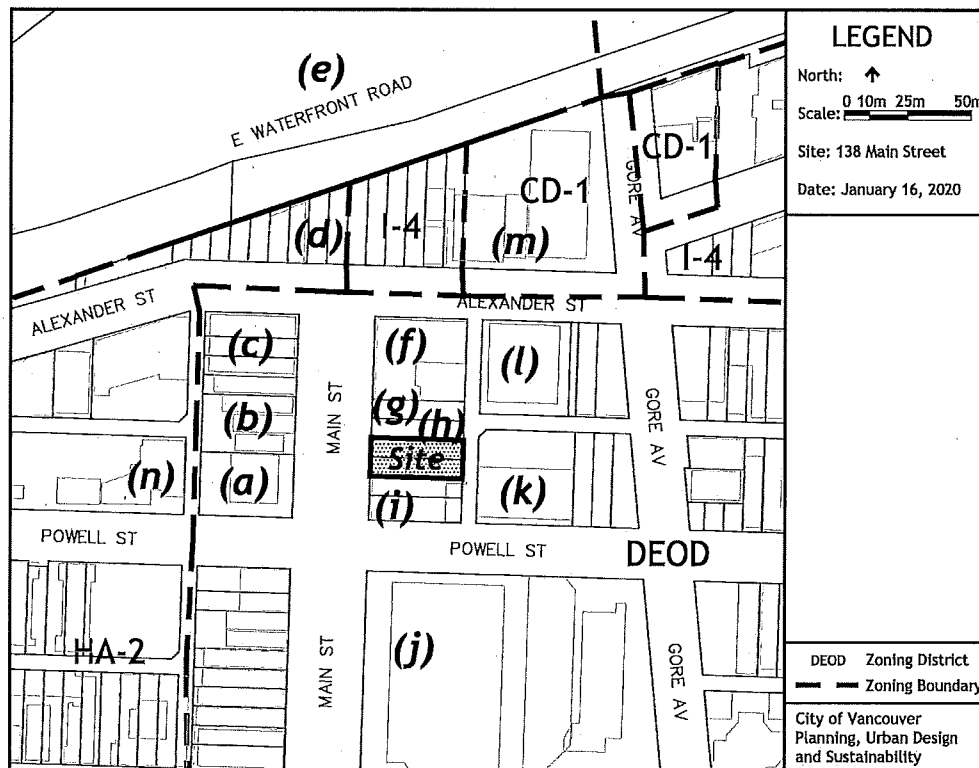 (e)
E WATERFRONT ROAD
CD-1
CD-1
GORE AV
(d)
I-4
(m)
I-4
ALEXANDER ST
ALEXANDER ST
(c)
(f)
(l)
MAIN ST
(b)
(g)
(h)
GORE AV
(n)
(a)
Site
(i)
(k)
POWELL ST
POWELL ST
DEOD
HA-2
MAIN ST
(j)
GORE AV
LEGEND
North:
Scale: 0 10m 25m 50m
Site: 138 Main Street
Date: January 16, 2020
DEOD Zoning District
Zoning Boundary
City of Vancouver
Planning, Urban Design
and Sustainability